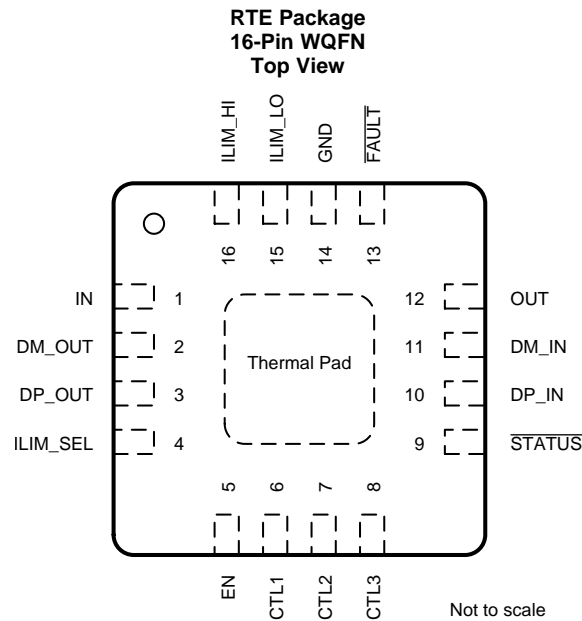 RTE Package
16-Pin WQFN
Top View
ILIM_HI
ILIM_LO
GND
FAULT
16
15
14
13
IN 1
DM_OUT 2
DP_OUT 3
ILIM_SEL 4
Thermal Pad
12 OUT
11 DM_IN
10 DP_IN
9 STATUS
5
6
7
8
EN
CTL1
CTL2
CTL3
Not to scale